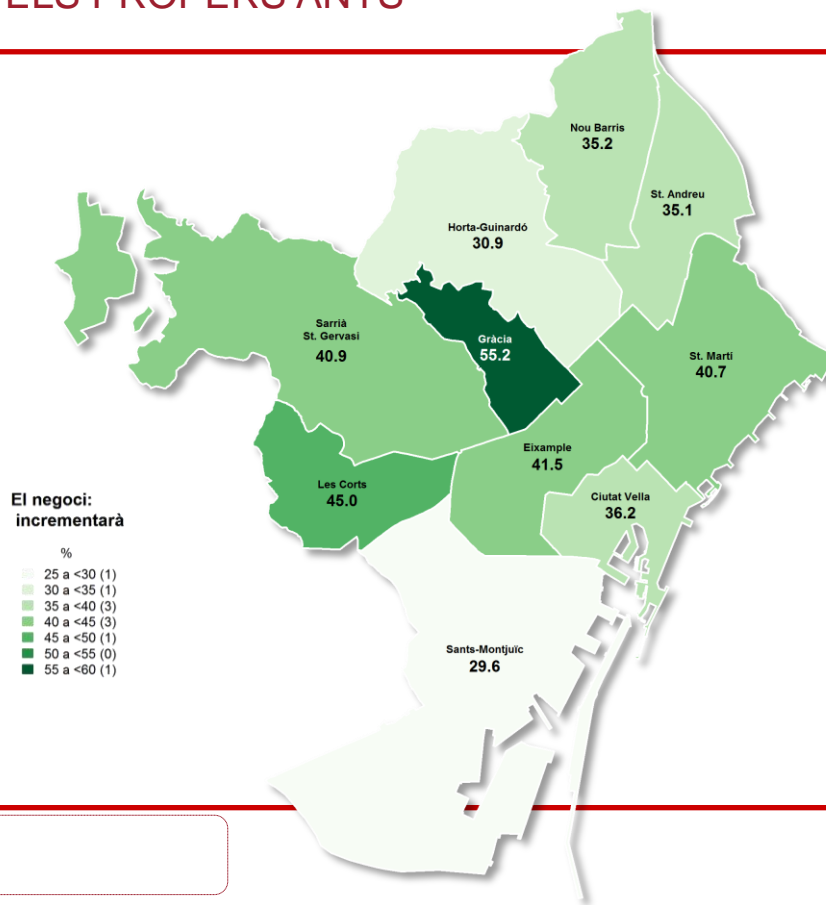 ELS PROPERS ANYS
Nou Barris
35.2
St. Andreu
35.1
Horta-Guinardó
30.9
Sarrià
St. Gervasi
40.9
Gràcia
55.2
St. Martí
40.7
Eixample
41.5
Les Corts
45.0
Ciutat Vella
36.2
El negoci:
incrementarà
%
25 a <30 (1)
30 a <35 (1)
35 a <40 (3)
40 a <45 (3)
45 a <50 (1)
50 a <55 (0)
55 a <60 (1)
Sants-Montjuïc
29.6